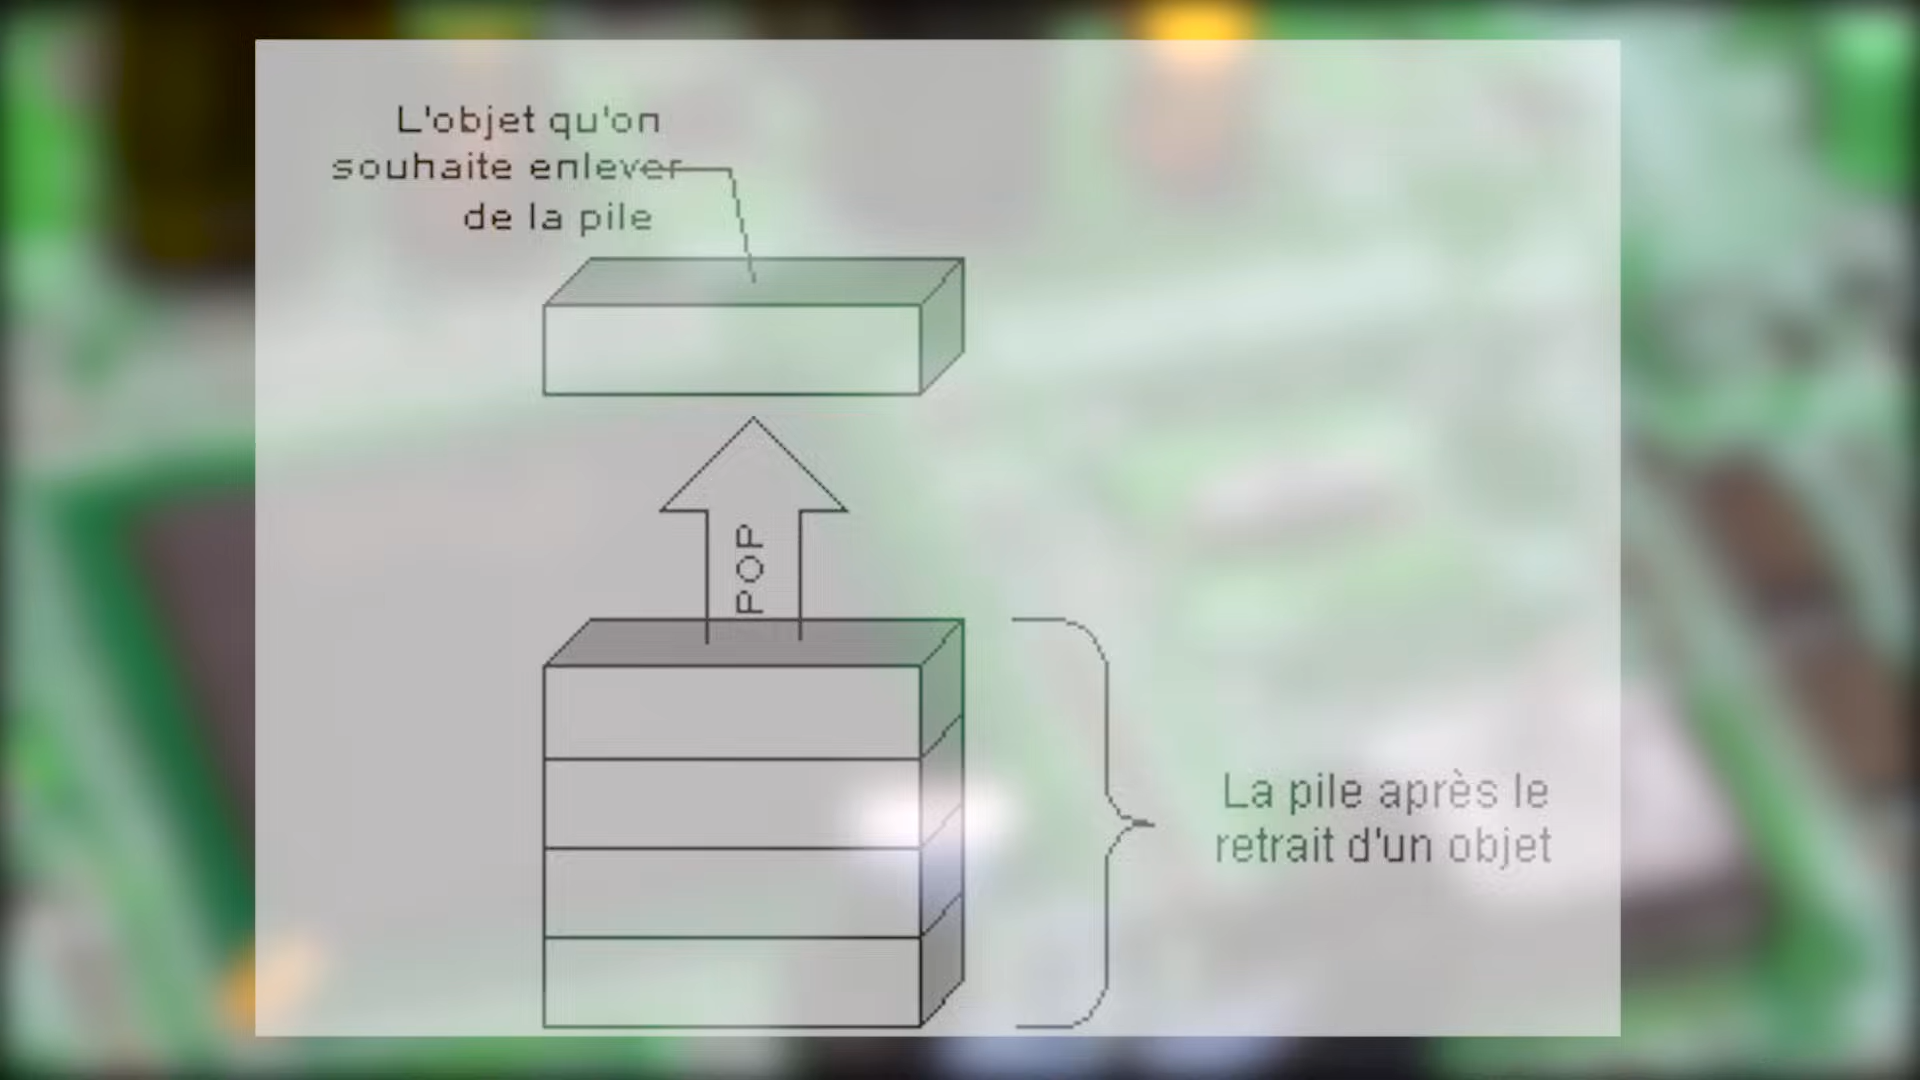 L'objet qu'on
souhaite enlever
de la pile
POP
La pile après le
retrait d'un objet